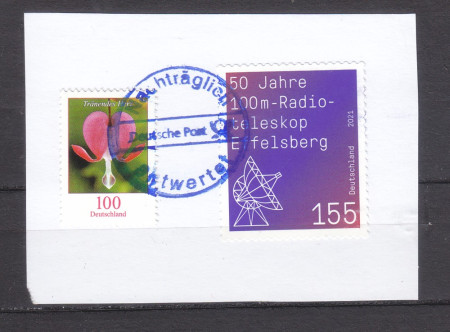 Tränendes Herz
100
Deutschland
Nachträglich
Deutsche Post
entwertet
50 Jahre
100m-Radio-
teleskop
Effelsberg
Deutschland 2021
155